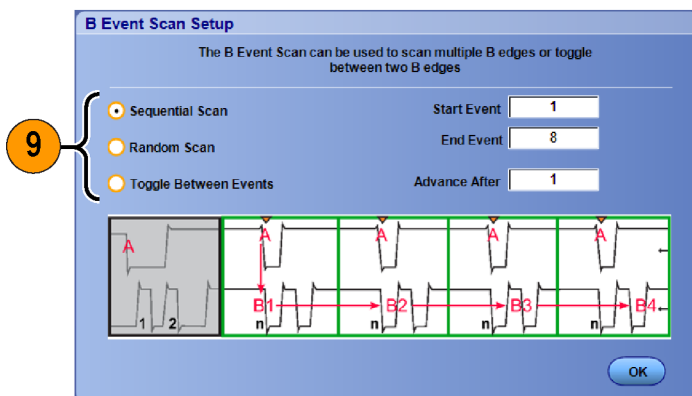 B Event Scan Setup
The B Event Scan can be used to scan multiple B edges or toggle
between two B edges
9
Sequential Scan
Start Event 1
End Event 8
Random Scan
Toggle Between Events
Advance After 1
A A A A A
B1 B2 B3 B4
1 2 n n n n
OK